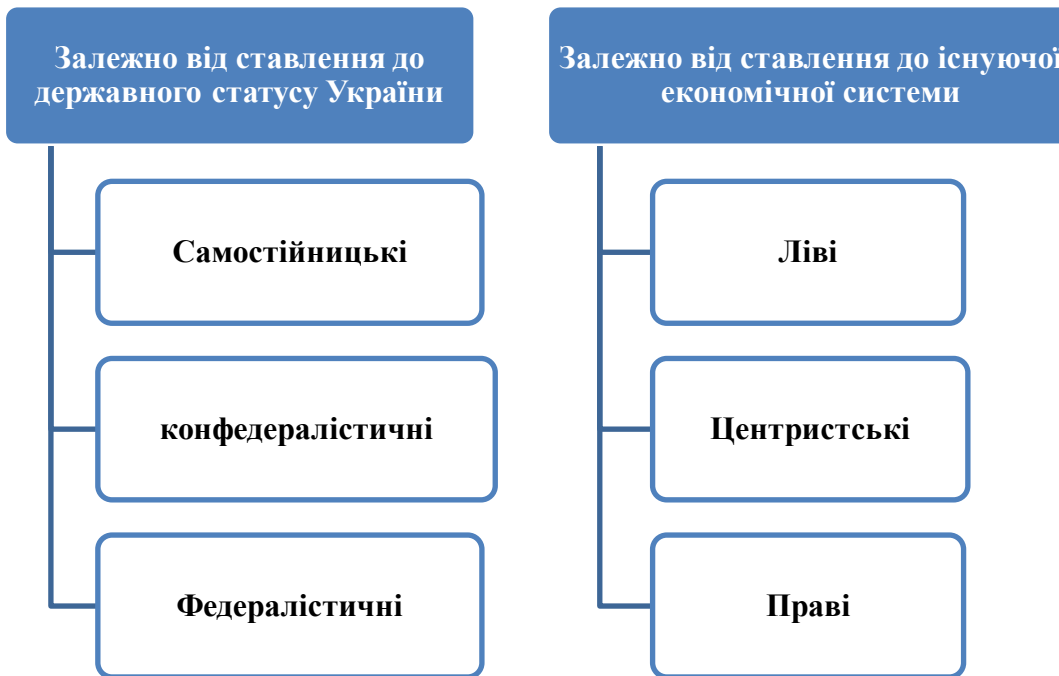 Залежно від ставлення до
державного статусу України
Самостійницькі
конфедералістичні
Федералістичні
Залежно від ставлення до існуючої
економічної системи
Ліві
Центристські
Праві